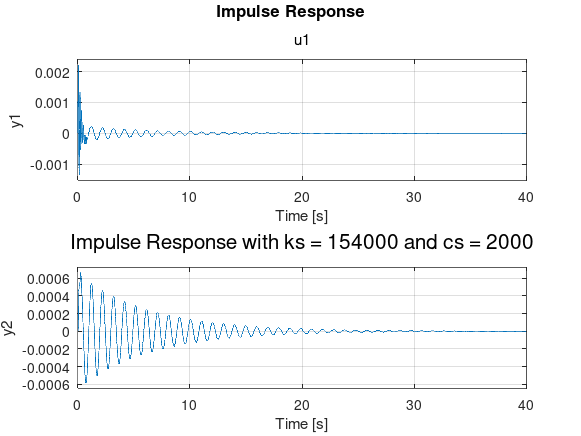 Impulse Response
u1
0.002
0.001
0
-0.001
y1
0 10 20 30 40
Time [s]
Impulse Response with ks = 154000 and cs = 2000
0.0006
0.0004
0.0002
0
-0.0002
-0.0004
-0.0006
y2
0 10 20 30 40
Time [s]